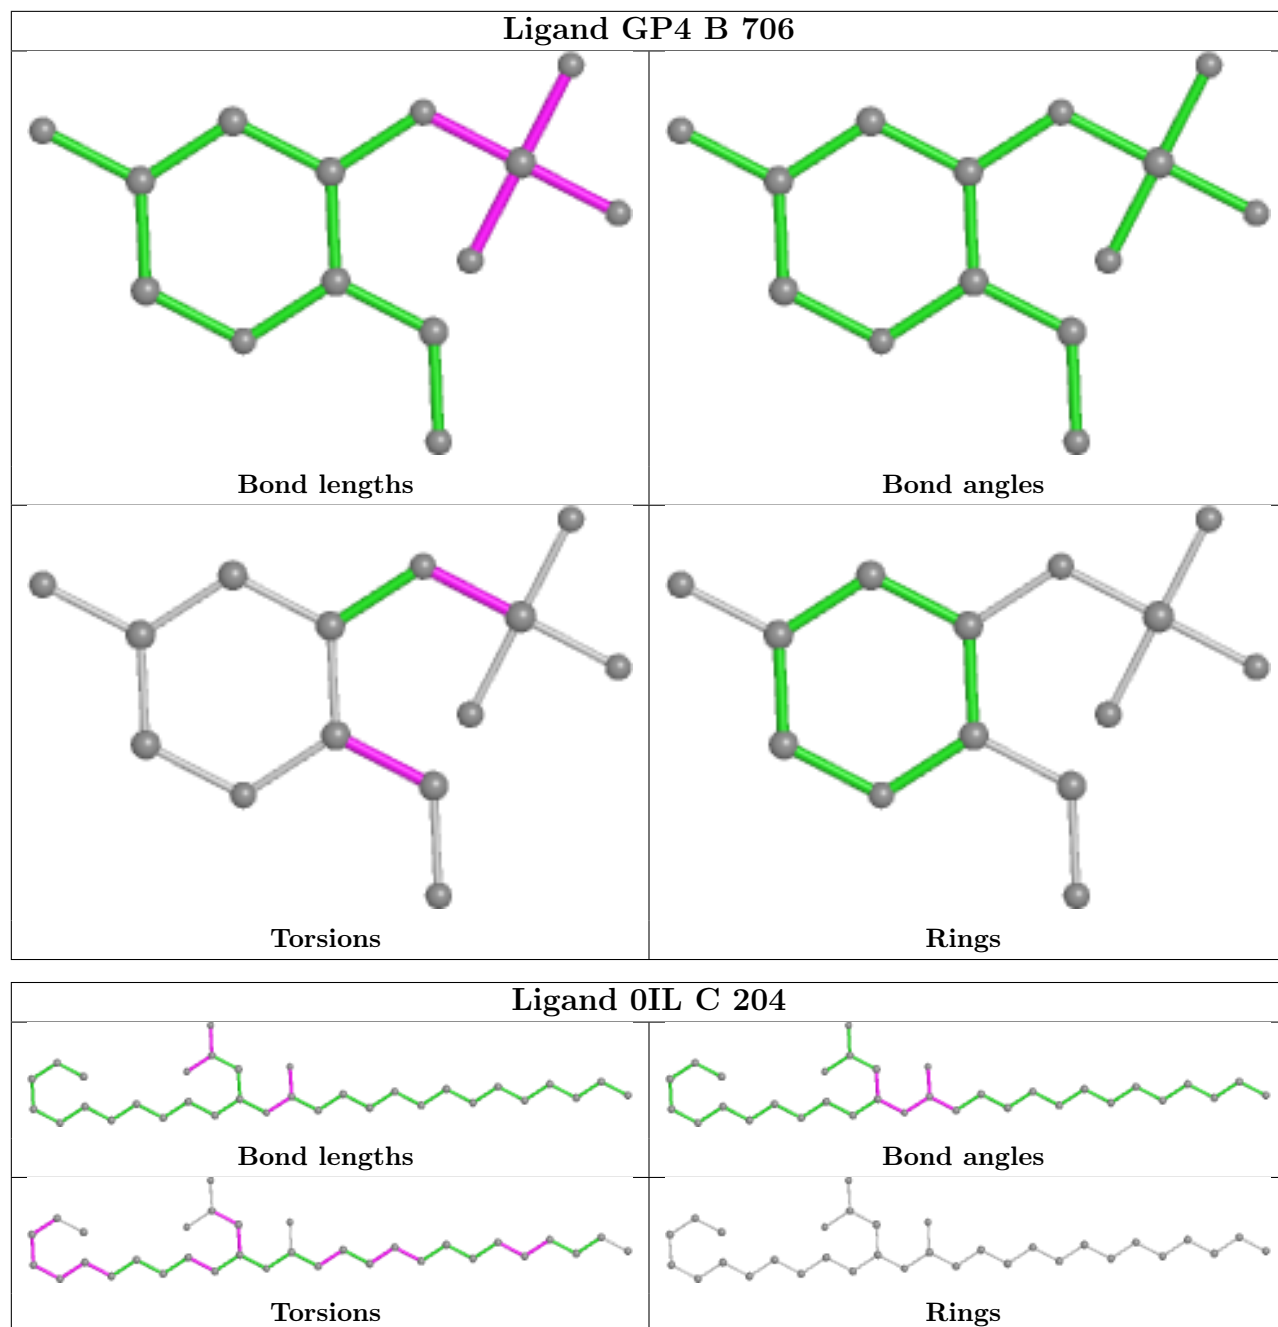 Ligand GP4 B 706
Bond lengths
Bond angles
Torsions
Rings
Ligand 0IL C 204
Bond lengths
Bond angles
Torsions
Rings